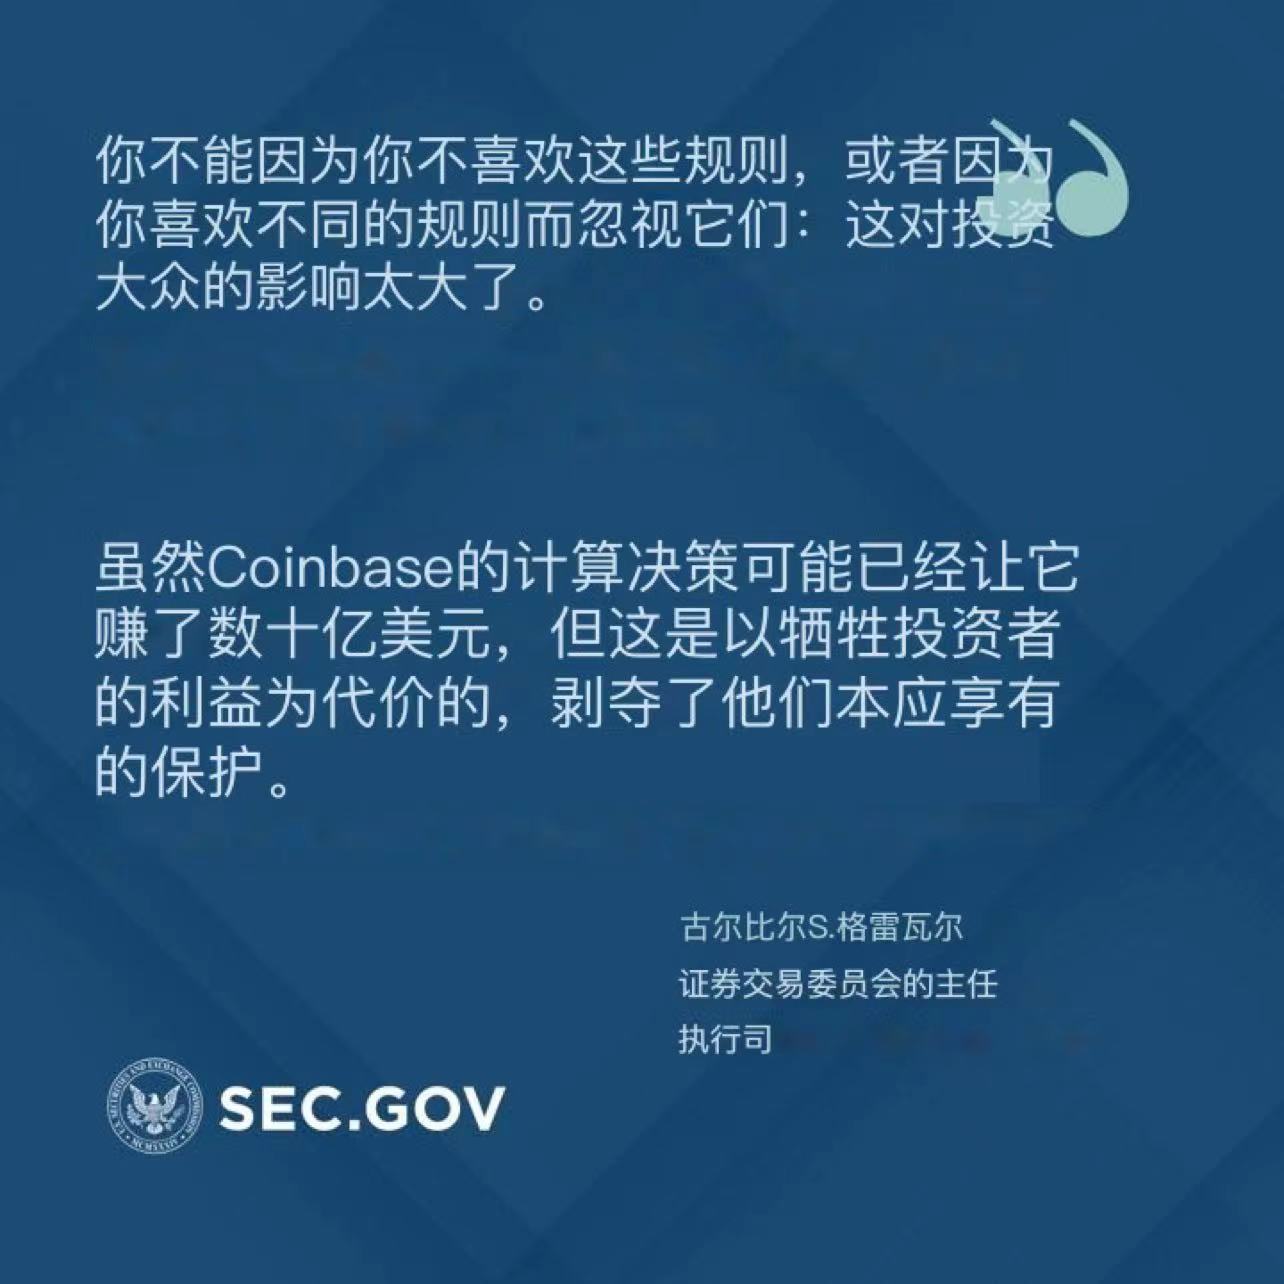 你不能因为你不喜欢这些规则，或者因为
你喜欢不同的规则而忽视它们：这对投资
大众的影响太大了。
虽然Coinbase的计算决策可能已经让它
赚了数十亿美元，但这是以牺牲投资者
的利益为代价的，剥夺了他们本应享有
的保护。
古尔比尔S.格雷瓦尔
证券交易委员会的主任
执行司
U.S. SECURITIES AND EXCHANGE COMMISSION
MCMXXXIV
SEC.GOV